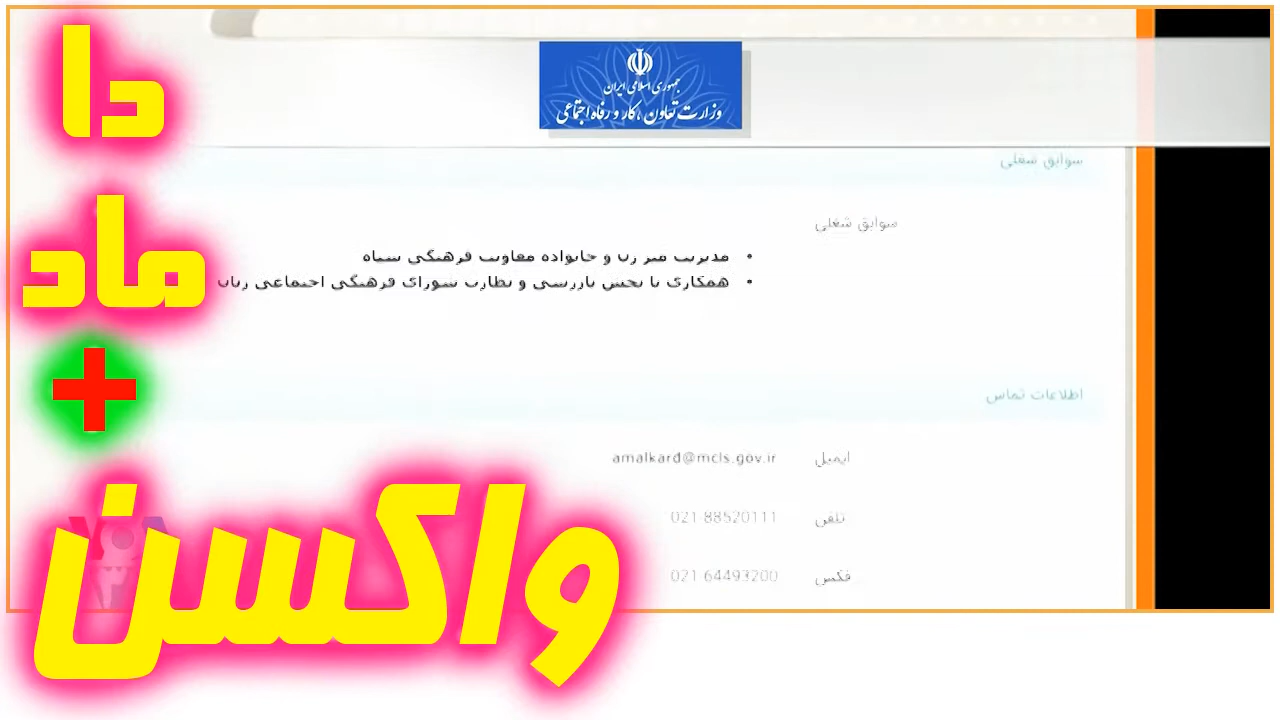 دا
ماد
+
واکسن
جمهوری اسلامی ایران
وزارت تعاون، کار و رفاه اجتماعی
سوابق شغلی
سوابق شغلی
• مدیریت میز زن و خانواده معاونت فرهنگی سپاه
• همکاری با بخش بازرسی و نظارت شورای فرهنگی اجتماعی زنان
اطلاعات تماس
ایمیل amalkard@mcls.gov.ir
تلفن 021 88520111
فکس 021 64493200